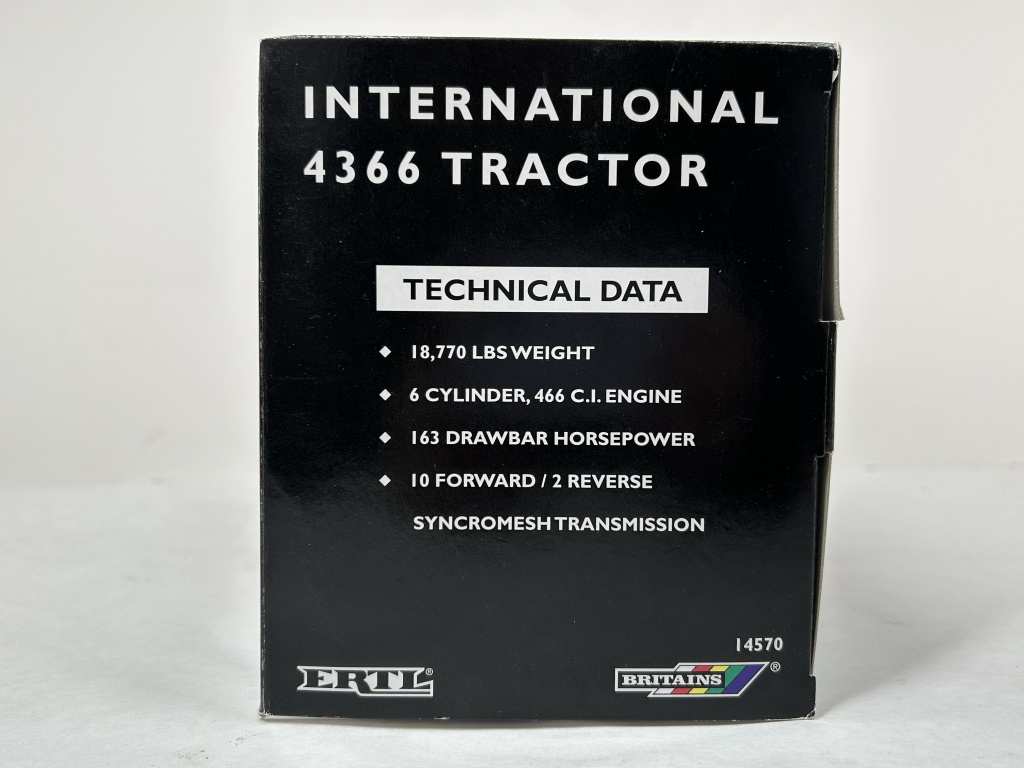 INTERNATIONAL
4366 TRACTOR
TECHNICAL DATA
◆ 18,770 LBS WEIGHT
◆ 6 CYLINDER, 466 C.I. ENGINE
◆ 163 DRAWBAR HORSEPOWER
◆ 10 FORWARD / 2 REVERSE
SYNCROMESH TRANSMISSION
14570
ERTL® BRITAINS®